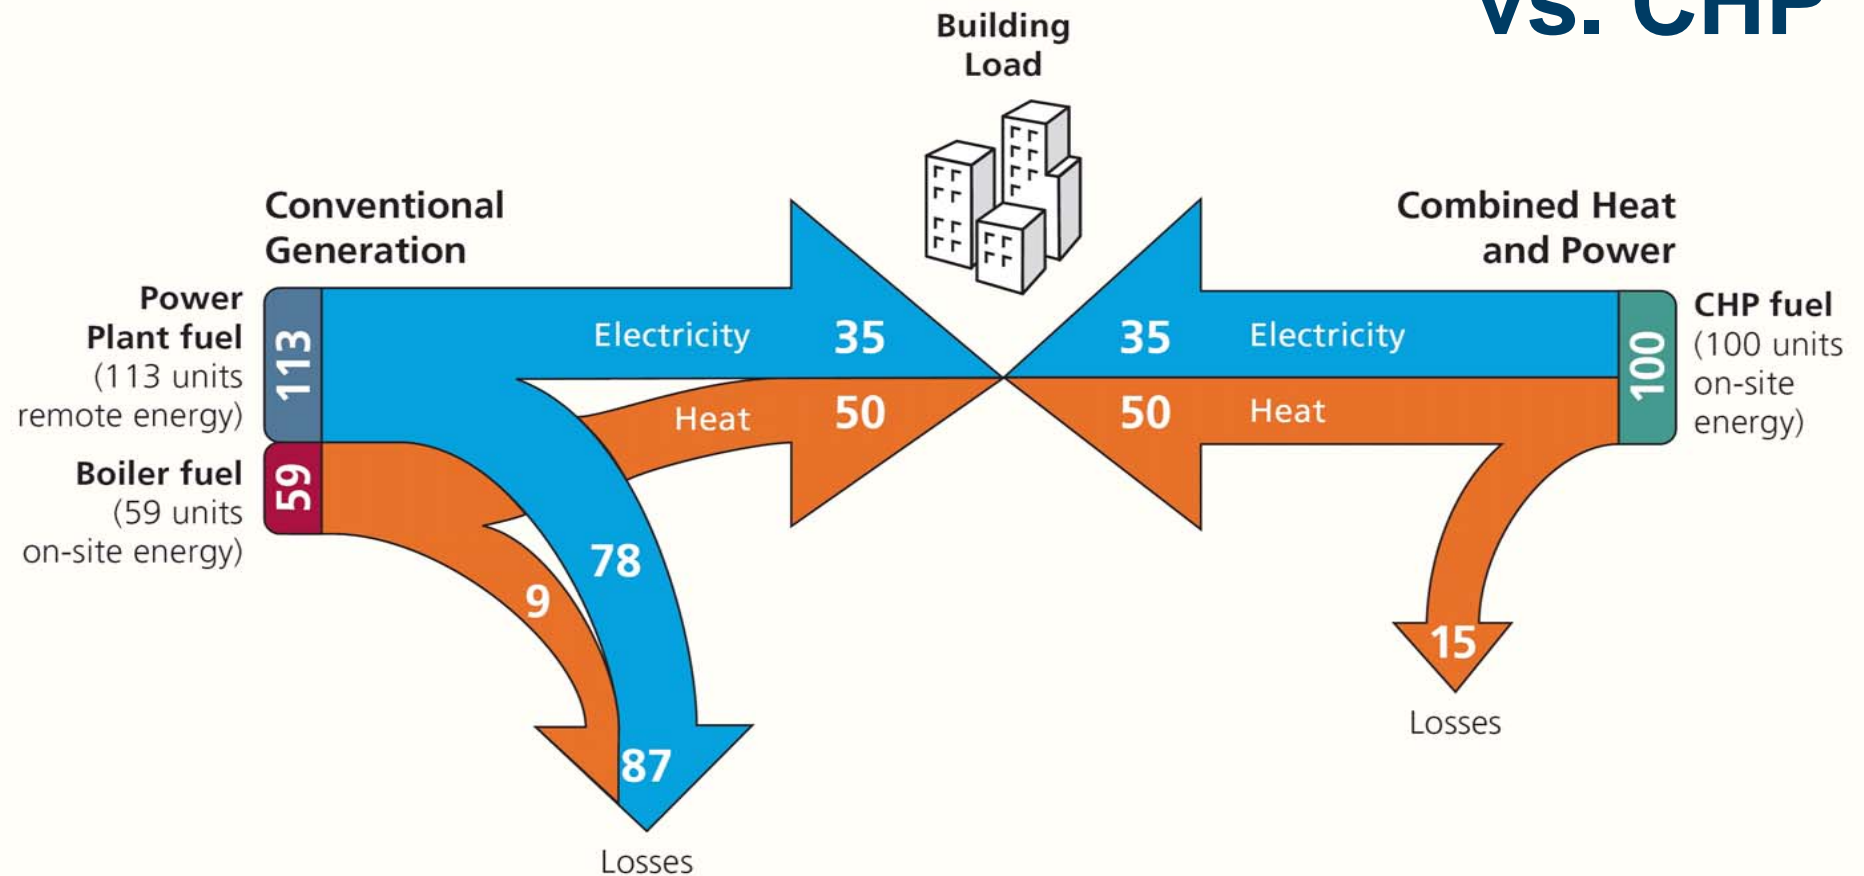 vs. CHP
Building
Load
Conventional
Generation
Power
Plant fuel
(113 units
remote energy)
113
Boiler fuel
(59 units
on-site energy)
59
Electricity
35
Heat
50
78
9
87
Losses
Combined Heat
and Power
35
Electricity
50
Heat
100
CHP fuel
(100 units
on-site
energy)
15
Losses